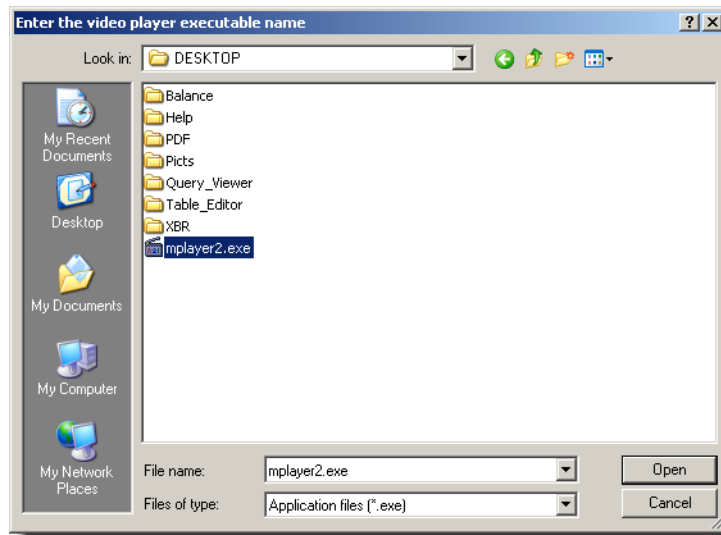 Enter the video player executable name
Look in: DESKTOP
My Recent
Documents
Desktop
My Documents
My Computer
My Network
Places
Balance
Help
PDF
Picts
Query_Viewer
Table_Editor
XBR
mplayer2.exe
File name: mplayer2.exe
Open
Files of type: Application files (*.exe)
Cancel